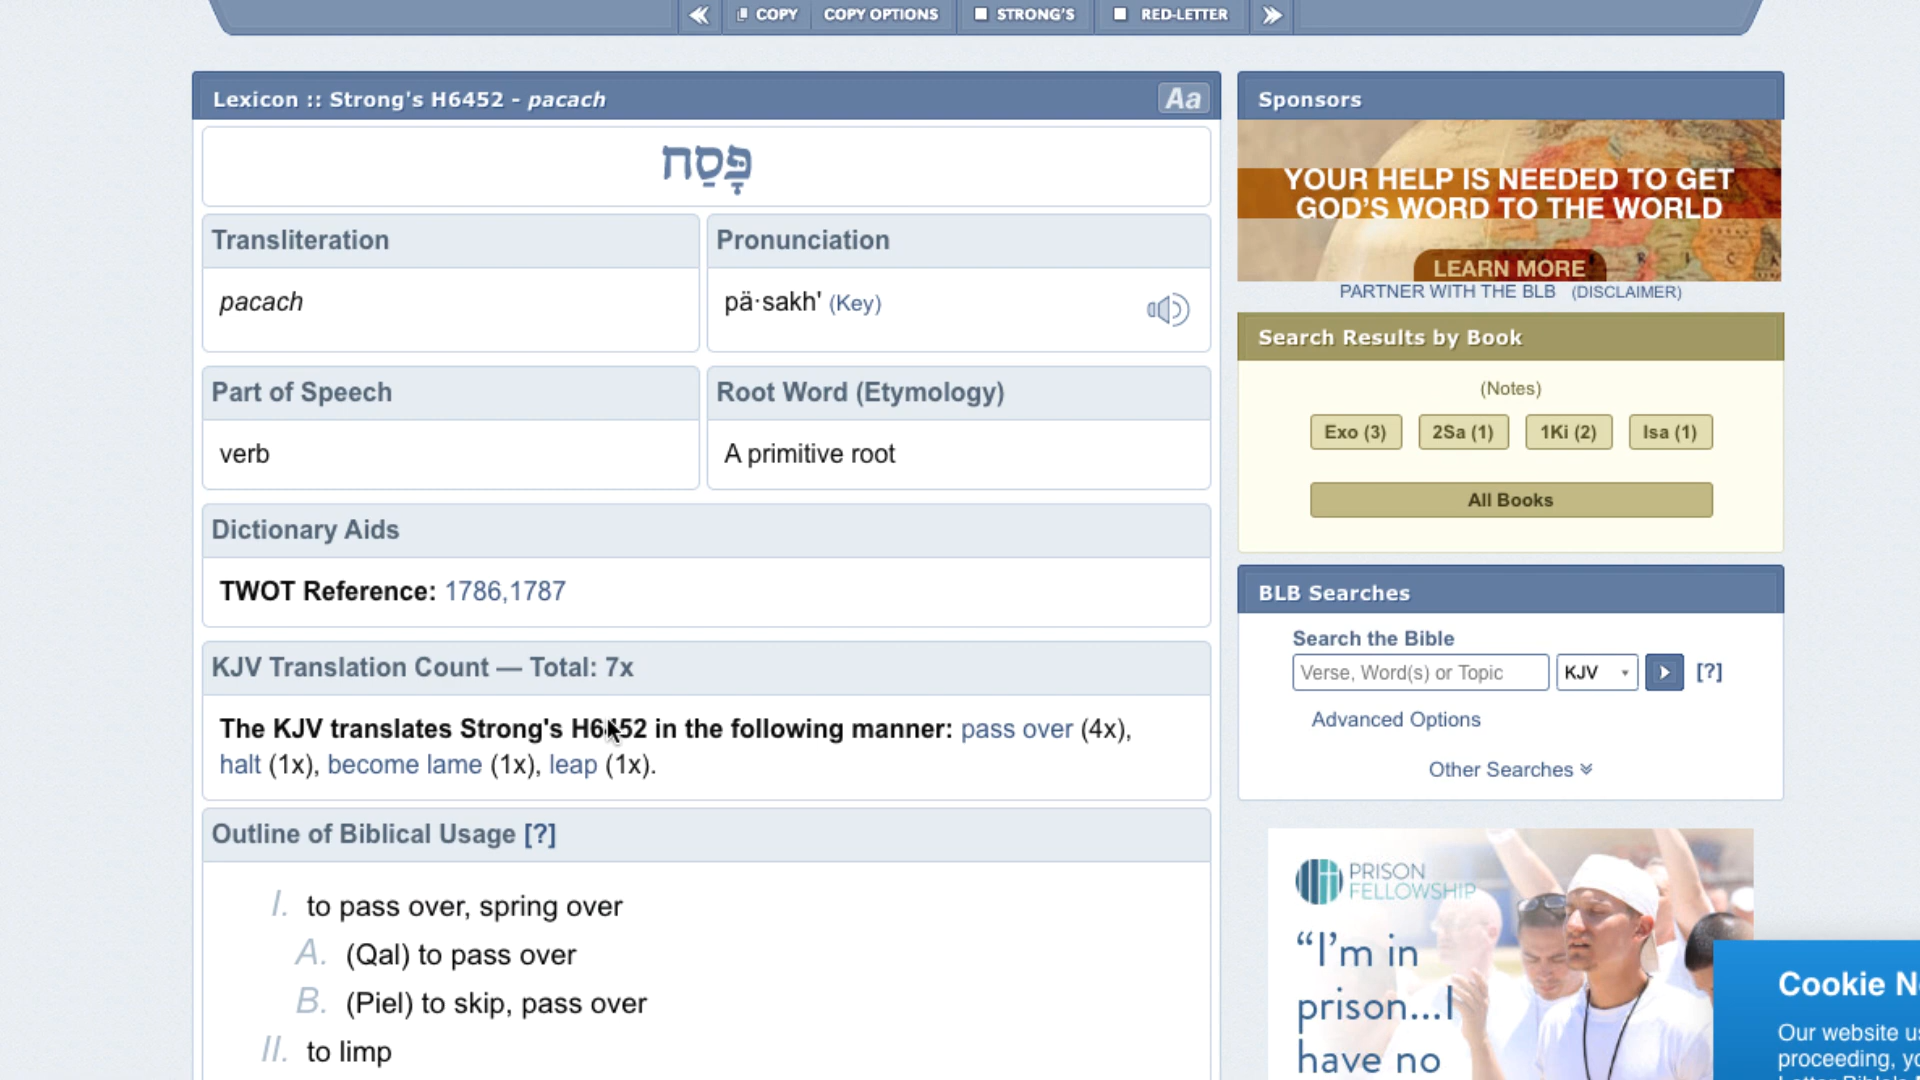 COPY COPY OPTIONS STRONG'S RED-LETTER
Lexicon :: Strong's H6452 - pacach
Aa
פָּסַח
Transliteration
pacach
Pronunciation
pä·sakh' (Key)
Part of Speech
verb
Root Word (Etymology)
A primitive root
Dictionary Aids
TWOT Reference: 1786,1787
KJV Translation Count — Total: 7x
The KJV translates Strong's H6452 in the following manner: pass over (4x),
halt (1x), become lame (1x), leap (1x).
Outline of Biblical Usage [?]
I. to pass over, spring over
A. (Qal) to pass over
B. (Piel) to skip, pass over
II. to limp
Sponsors
YOUR HELP IS NEEDED TO GET
GOD'S WORD TO THE WORLD
LEARN MORE
PARTNER WITH THE BLB (DISCLAIMER)
Search Results by Book
(Notes)
Exo (3) 2Sa (1) 1Ki (2) Isa (1)
All Books
BLB Searches
Search the Bible
Verse, Word(s) or Topic KJV [?]
Advanced Options
Other Searches
PRISON
FELLOWSHIP
“I’m in
prison...I
have no
Cookie N
Our website us
proceeding, yo